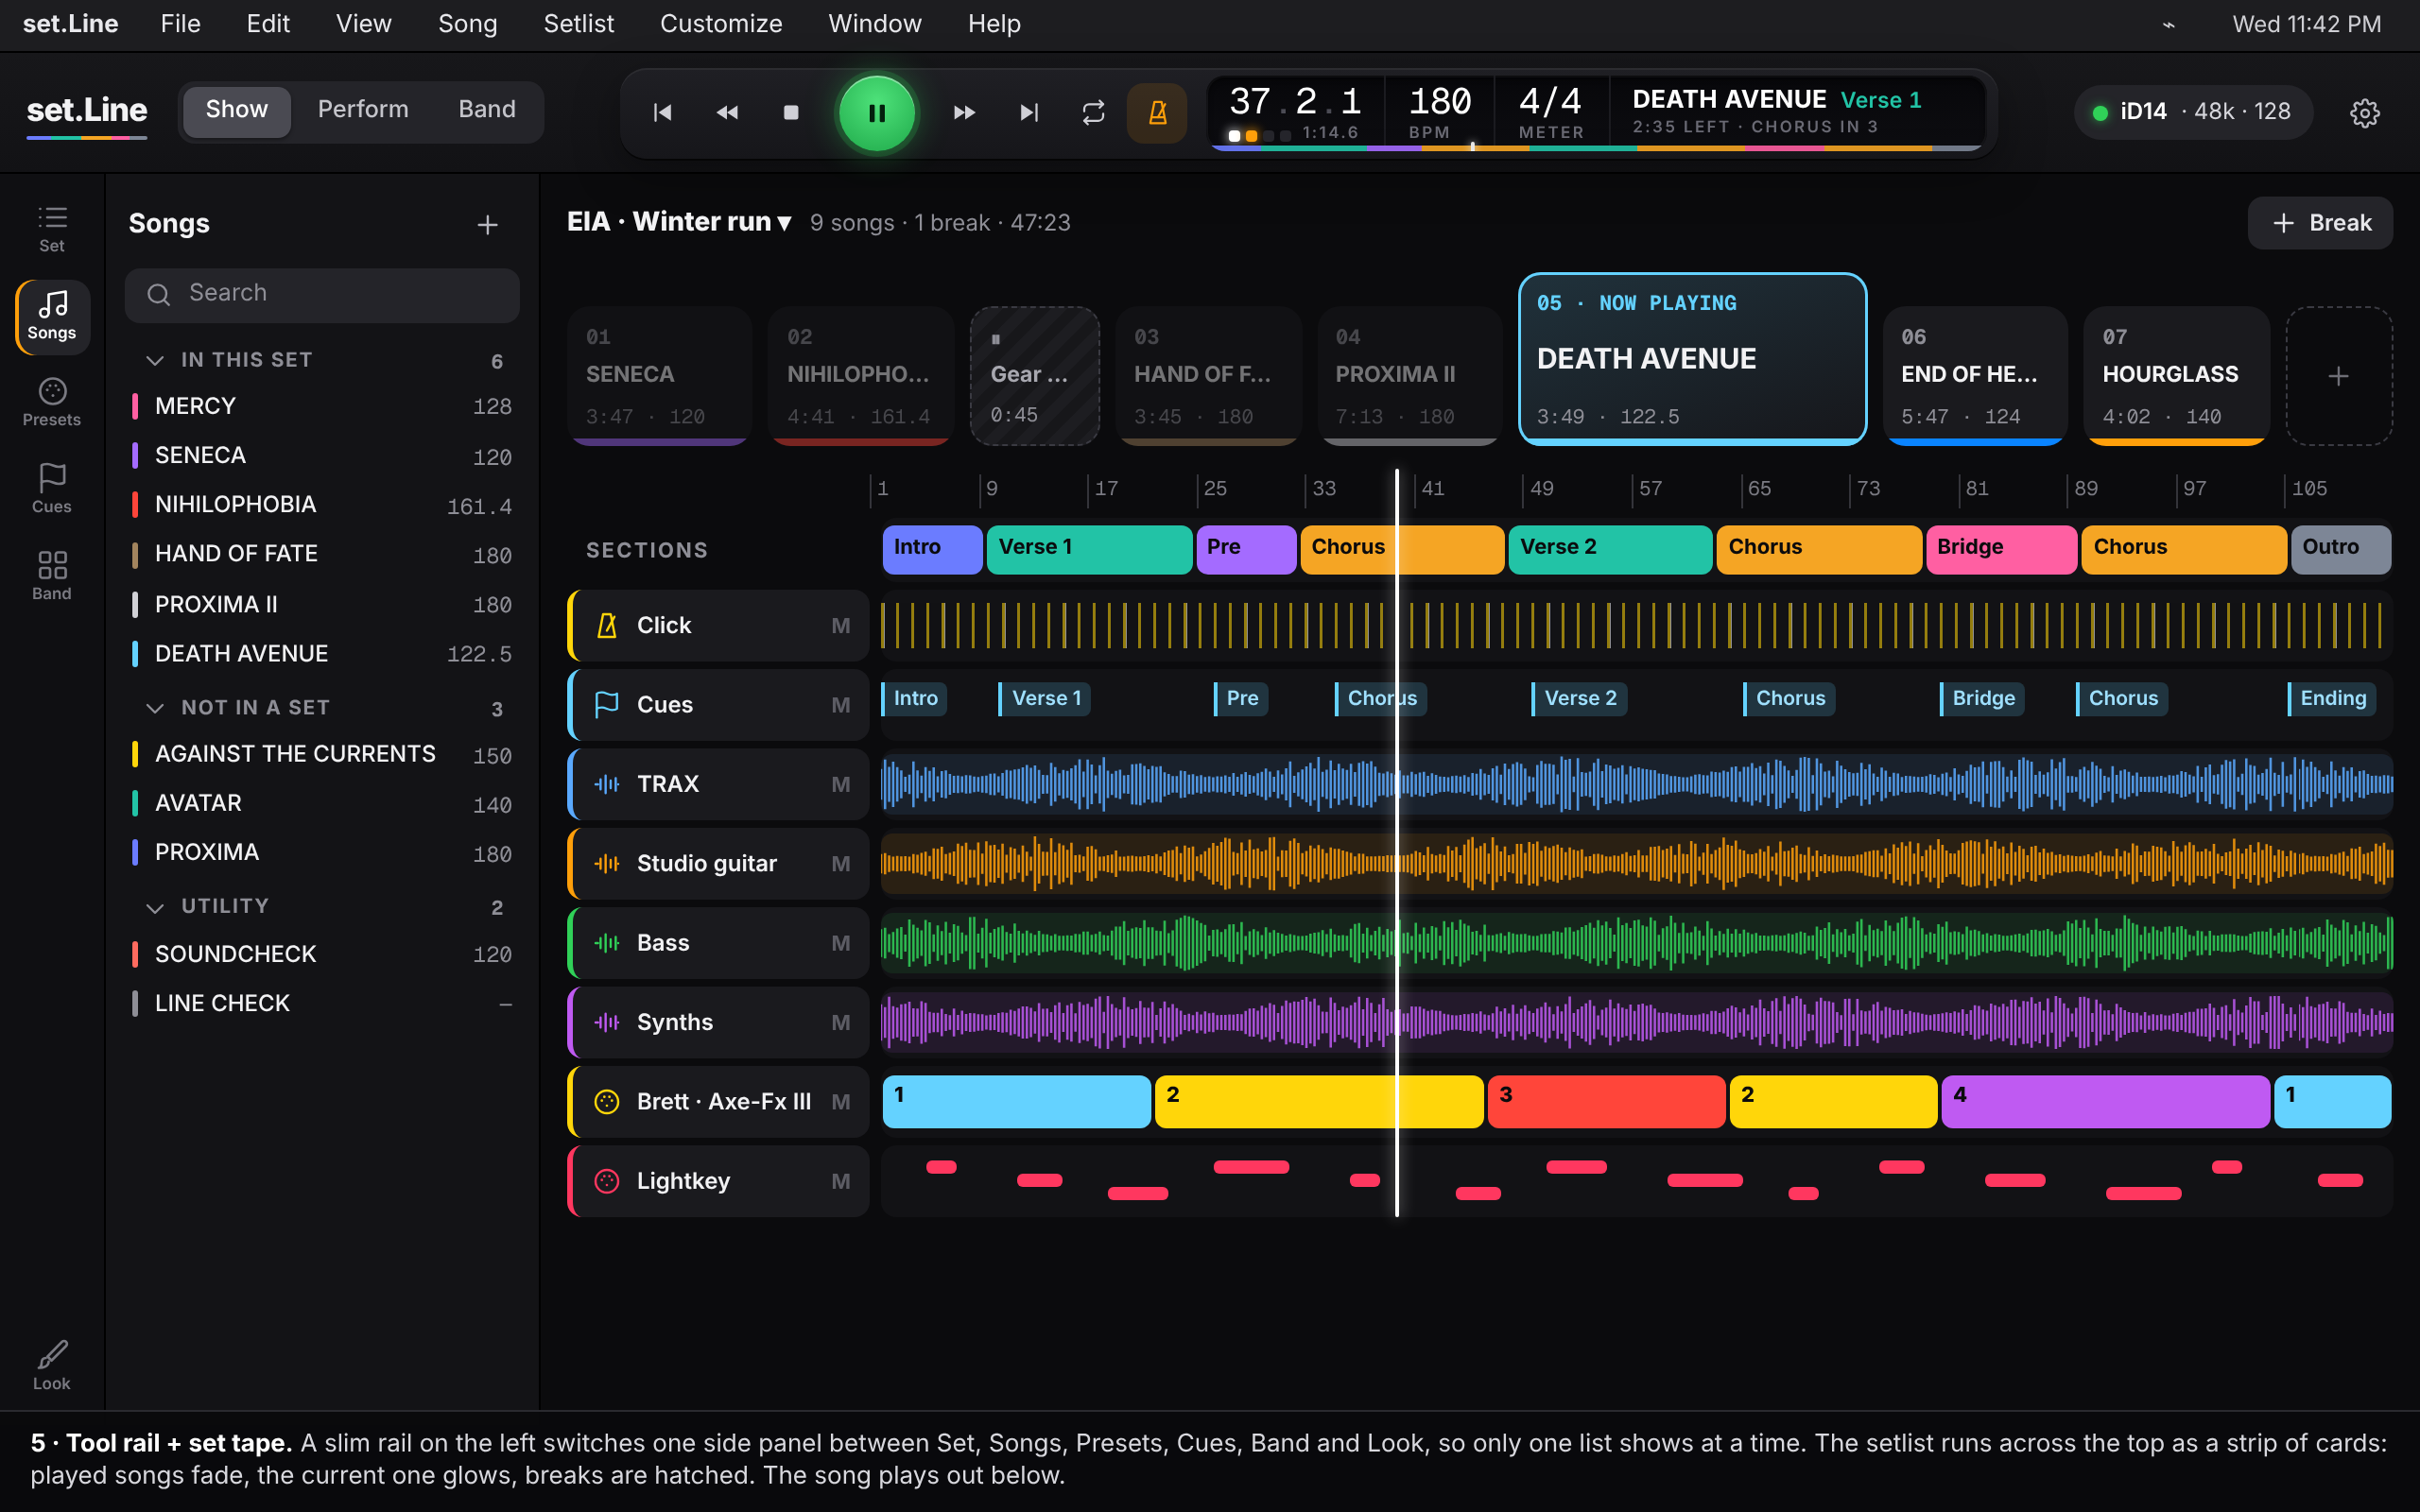 set.Line File Edit View Song Setlist Customize Window Help Wed 11:42 PM
set.Line Show Perform Band
37.2.1 180 4/4 DEATH AVENUE Verse 1
1:14.6 BPM METER 2:35 LEFT · CHORUS IN 3
iD14 · 48k · 128
Set
Songs
Presets
Cues
Band
Look
Songs
Search
IN THIS SET 6
MERCY 128
SENECA 120
NIHILOPHOBIA 161.4
HAND OF FATE 180
PROXIMA II 180
DEATH AVENUE 122.5
NOT IN A SET 3
AGAINST THE CURRENTS 150
AVATAR 140
PROXIMA 180
UTILITY 2
SOUNDCHECK 120
LINE CHECK –
EIA · Winter run ▾ 9 songs · 1 break · 47:23
Break
01
SENECA
3:47 · 120
02
NIHILOPHO...
4:41 · 161.4
Gear ...
0:45
03
HAND OF F...
3:45 · 180
04
PROXIMA II
7:13 · 180
05 · NOW PLAYING
DEATH AVENUE
3:49 · 122.5
06
END OF HE...
5:47 · 124
07
HOURGLASS
4:02 · 140
1 9 17 25 33 41 49 57 65 73 81 89 97 105
SECTIONS Intro Verse 1 Pre Chorus Verse 2 Chorus Bridge Chorus Outro
Click M
Cues M Intro Verse 1 Pre Chorus Verse 2 Chorus Bridge Chorus Ending
TRAX M
Studio guitar M
Bass M
Synths M
Brett · Axe-Fx III M 1 2 3 2 4 1
Lightkey M
5 · Tool rail + set tape. A slim rail on the left switches one side panel between Set, Songs, Presets, Cues, Band and Look, so only one list shows at a time. The setlist runs across the top as a strip of cards:
played songs fade, the current one glows, breaks are hatched. The song plays out below.